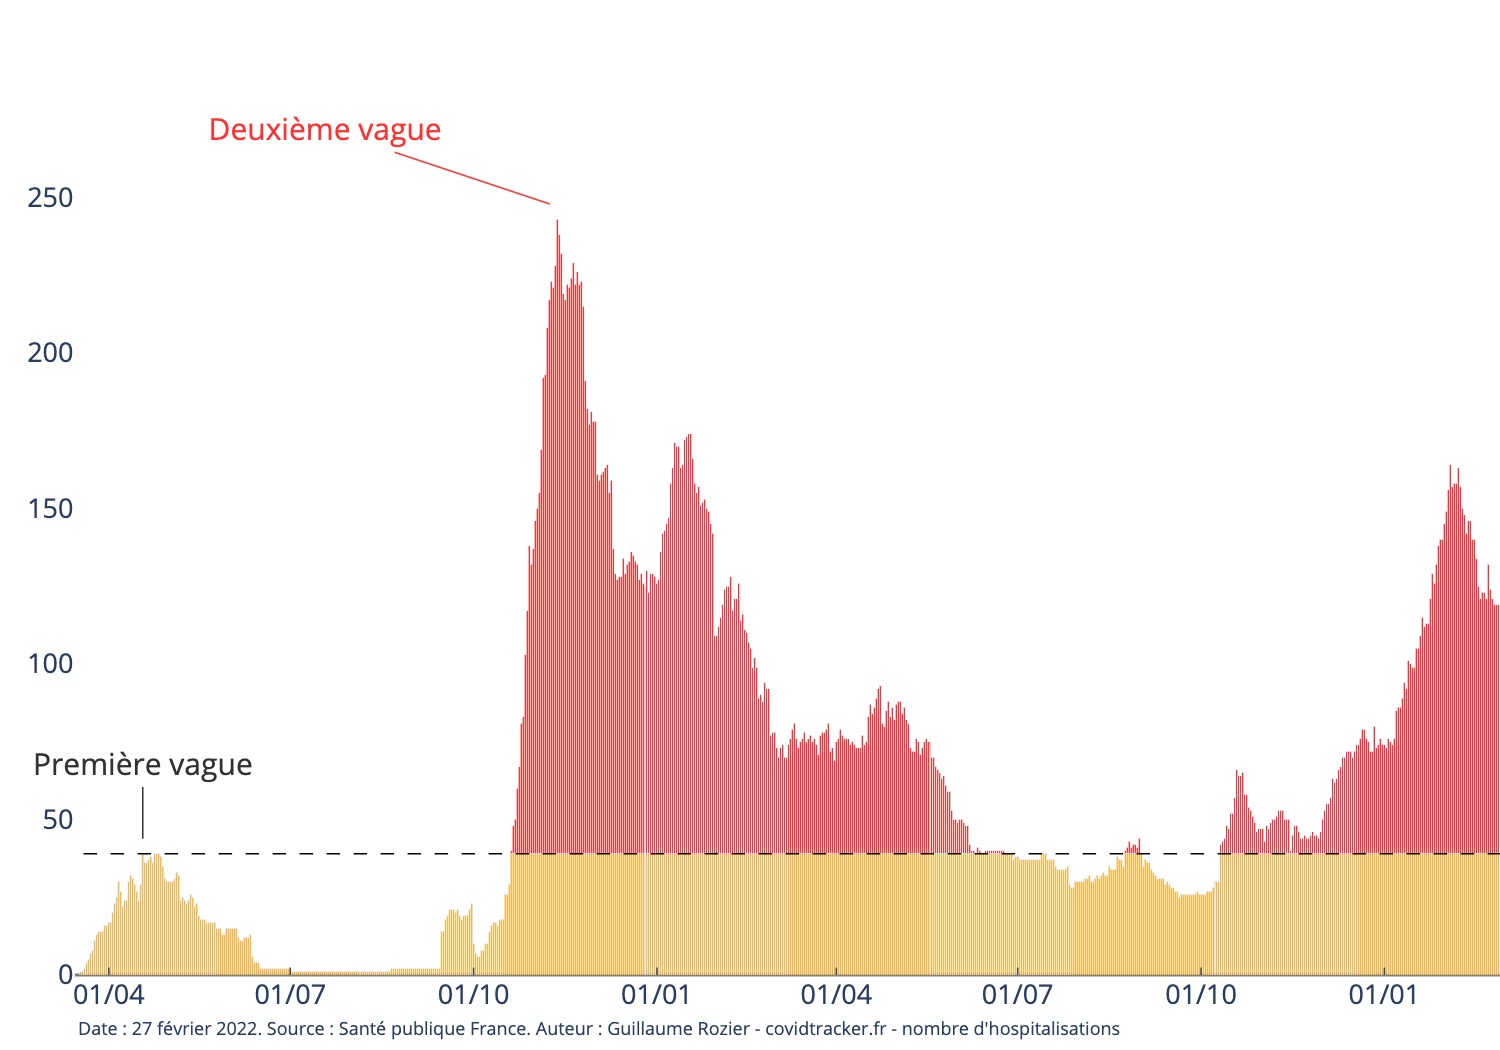 Deuxième vague
250
200
150
100
Première vague
50
0
01/04 01/07 01/10 01/01 01/04 01/07 01/10 01/01
Date : 27 février 2022. Source : Santé publique France. Auteur : Guillaume Rozier - covidtracker.fr - nombre d'hospitalisations